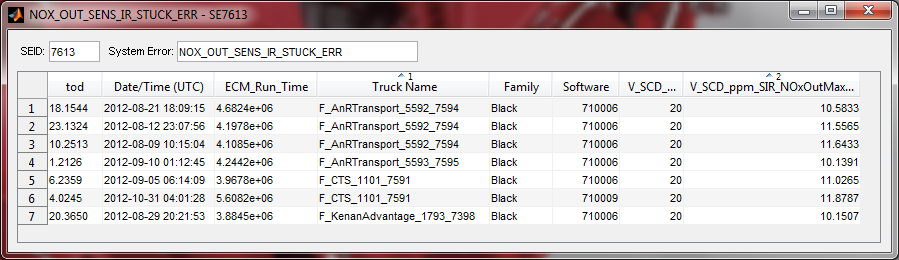 NOX_OUT_SENS_IR_STUCK_ERR - SE7613
SEID: 7613 System Error: NOX_OUT_SENS_IR_STUCK_ERR
1 2
tod Date/Time (UTC) ECM_Run_Time Truck Name Family Software V_SCD_... V_SCD_ppm_SIR_NOxOutMax...
1 18.1544 2012-08-21 18:09:15 4.6824e+06 F_AnRTransport_5592_7594 Black 710006 20 10.5833
2 23.1324 2012-08-12 23:07:56 4.1978e+06 F_AnRTransport_5592_7594 Black 710006 20 11.5565
3 10.2513 2012-08-09 10:15:04 4.1085e+06 F_AnRTransport_5592_7594 Black 710006 20 11.6433
4 1.2126 2012-09-10 01:12:45 4.2442e+06 F_AnRTransport_5593_7595 Black 710006 20 10.1391
5 6.2359 2012-09-05 06:14:09 3.9678e+06 F_CTS_1101_7591 Black 710006 20 11.0265
6 4.0245 2012-10-31 04:01:28 5.6082e+06 F_CTS_1101_7591 Black 710009 20 11.8787
7 20.3650 2012-08-29 20:21:53 3.8845e+06 F_KenanAdvantage_1793_7398 Black 710006 20 10.1507